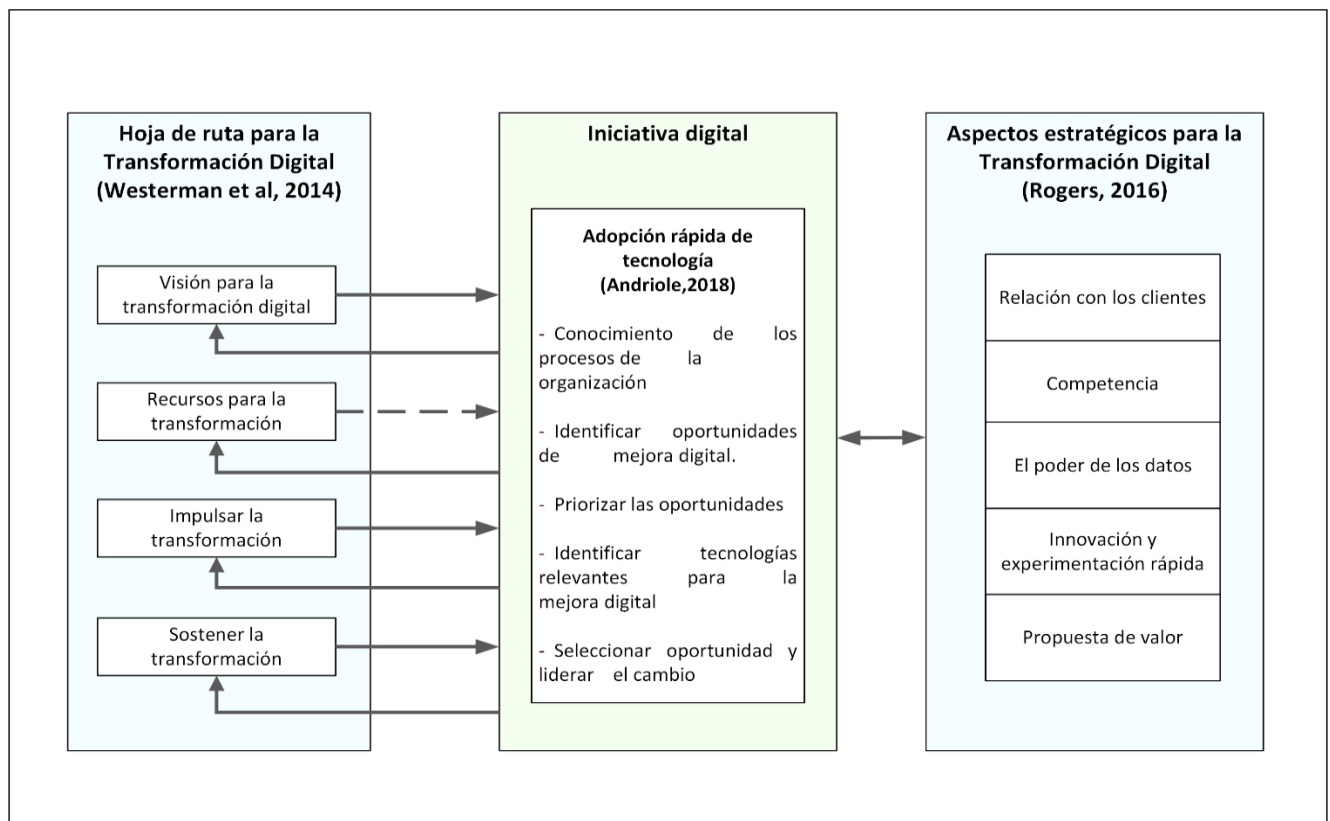 Hoja de ruta para la
Transformación Digital
(Westerman et al, 2014)
Visión para la
transformación digital
Recursos para la
transformación
Impulsar la
transformación
Sostener la
transformación
Iniciativa digital
Adopción rápida de
tecnología
(Andriole,2018)
- Conocimiento de los
procesos de la
organización
- Identificar oportunidades
de mejora digital.
- Priorizar las oportunidades
- Identificar tecnologías
relevantes para la
mejora digital
- Seleccionar oportunidad y
liderar el cambio
Aspectos estratégicos para la
Transformación Digital
(Rogers, 2016)
Relación con los clientes
Competencia
El poder de los datos
Innovación y
experimentación rápida
Propuesta de valor